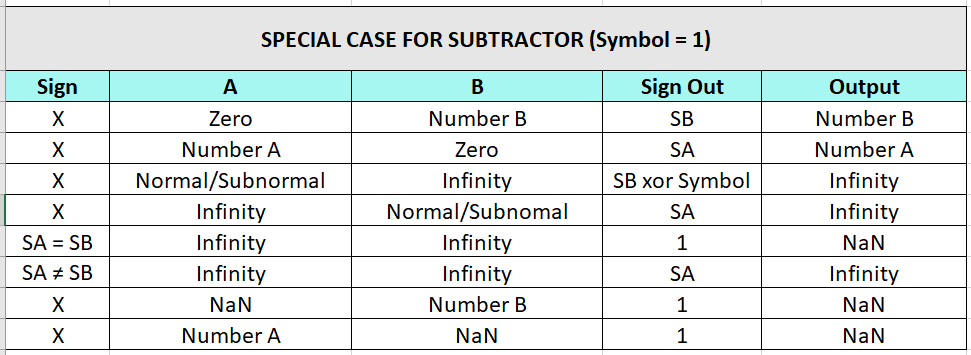 SPECIAL CASE FOR SUBTRACTOR (Symbol = 1)
Sign A B Sign Out Output
X Zero Number B SB Number B
X Number A Zero SA Number A
X Normal/Subnormal Infinity SB xor Symbol Infinity
X Infinity Normal/Subnomal SA Infinity
SA = SB Infinity Infinity 1 NaN
SA ≠ SB Infinity Infinity SA Infinity
X NaN Number B 1 NaN
X Number A NaN 1 NaN